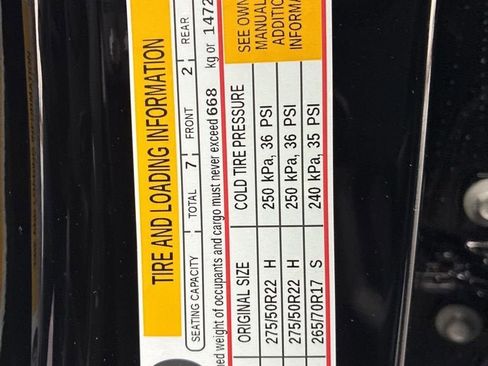 TIRE AND LOADING INFORMATION
SEATING CAPACITY TOTAL 7 FRONT 2 REAR
weight of occupants and cargo must never exceed 668 kg or 1472
ORIGINAL SIZE COLD TIRE PRESSURE SEE OWN
275/50R22 H 250 kPa, 36 PSI MANUAL
275/50R22 H 250 kPa, 36 PSI ADDITIO
265/70R17 S 240 kPa, 35 PSI INFORMA